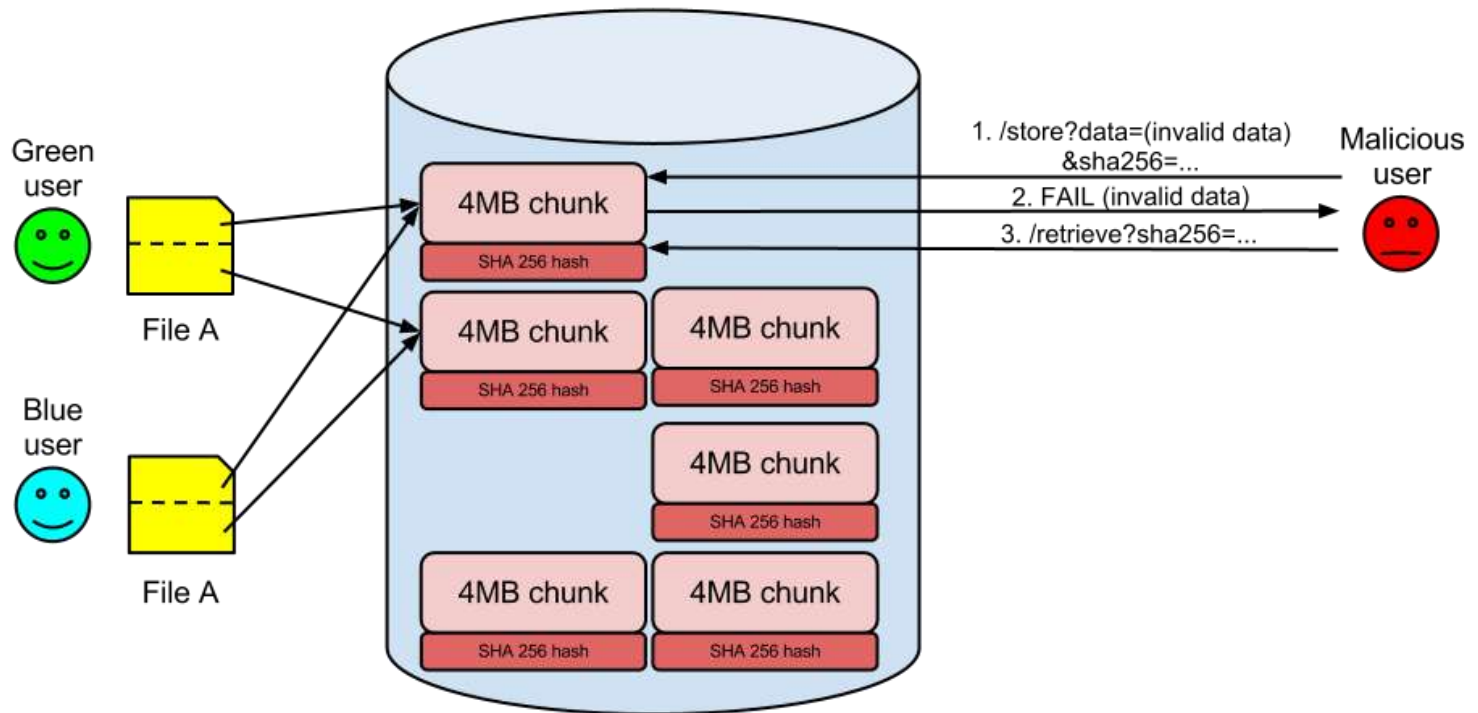 Green
user
File A
Blue
user
File A
4MB chunk
SHA 256 hash
4MB chunk
SHA 256 hash
4MB chunk
SHA 256 hash
4MB chunk
SHA 256 hash
4MB chunk
SHA 256 hash
4MB chunk
SHA 256 hash
1. /store?data=(invalid data)
&sha256=...
2. FAIL (invalid data)
3. /retrieve?sha256=...
Malicious
user